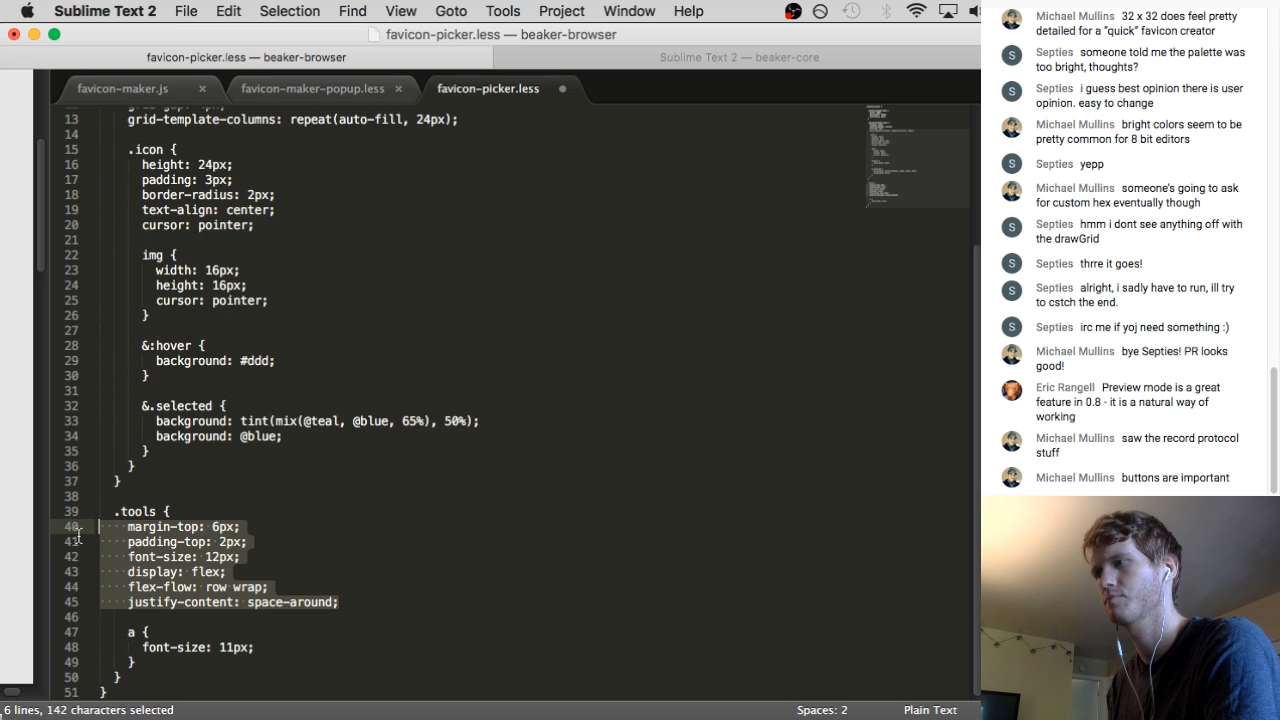 Sublime Text 2 File Edit Selection Find View Goto Tools Project Window Help
favicon-picker.less — beaker-browser
favicon-picker.less — beaker-browser
Sublime Text 2 — beaker-core
favicon-maker.js ×
favicon-maker-popup.less ×
favicon-picker.less
13 grid-template-columns: repeat(auto-fill, 24px);
14
15 .icon {
16 height: 24px;
17 padding: 3px;
18 border-radius: 2px;
19 text-align: center;
20 cursor: pointer;
21
22 img {
23 width: 16px;
24 height: 16px;
25 cursor: pointer;
26 }
27
28 &:hover {
29 background: #ddd;
30 }
31
32 &.selected {
33 background: tint(mix(@teal, @blue, 65%), 50%);
34 background: @blue;
35 }
36 }
37 }
38
39 .tools {
40 margin-top: 6px;
41 padding-top: 2px;
42 font-size: 12px;
43 display: flex;
44 flex-flow: row wrap;
45 justify-content: space-around;
46
47 a {
48 font-size: 11px;
49 }
50 }
51 }
6 lines, 142 characters selected
Spaces: 2
Plain Text
Michael Mullins 32 x 32 does feel pretty
detailed for a "quick" favicon creator
S Septies someone told me the palette was
too bright, thoughts?
S Septies i guess best opinion there is user
opinion. easy to change
Michael Mullins bright colors seem to be
pretty common for 8 bit editors
S Septies yepp
Michael Mullins someone's going to ask
for custom hex eventually though
S Septies hmm i dont see anything off with
the drawGrid
S Septies thrre it goes!
S Septies alright, i sadly have to run, ill try
to cstch the end.
S Septies irc me if yoj need something :)
Michael Mullins bye Septies! PR looks
good!
Eric Rangell Preview mode is a great
feature in 0.8 - it is a natural way of
working
Michael Mullins saw the record protocol
stuff
Michael Mullins buttons are important